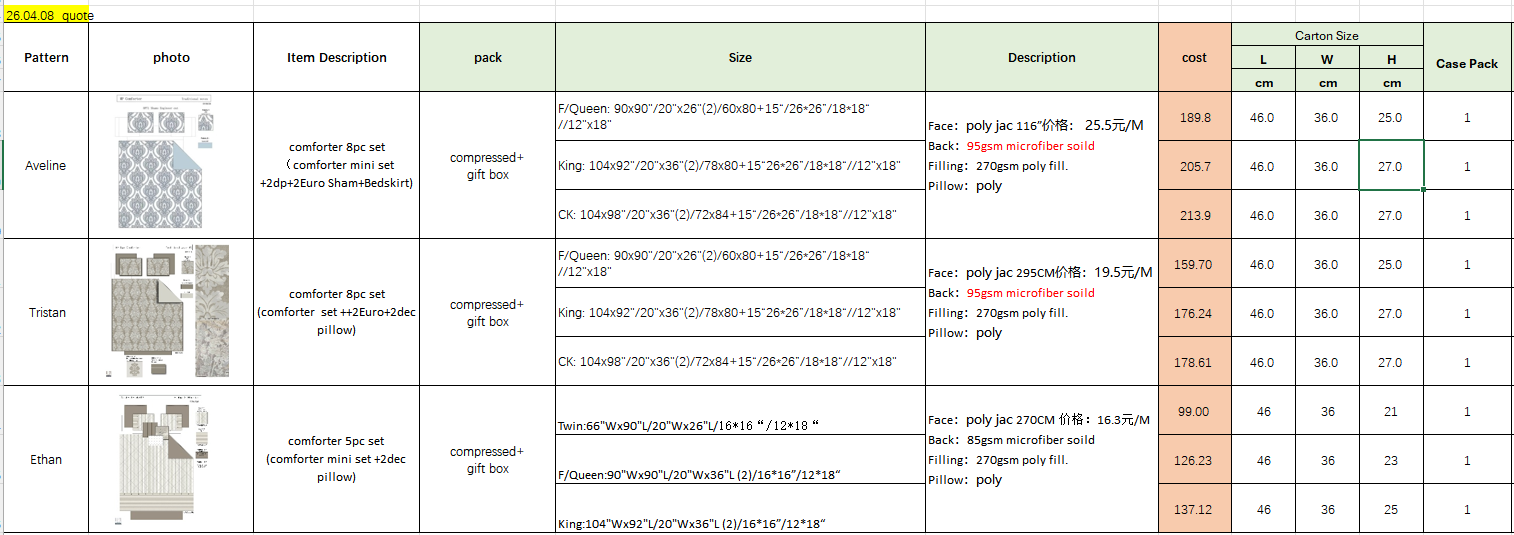 26.04.08 quote
Pattern photo Item Description pack Size Description cost Carton Size Case Pack
L W H
cm cm cm
Aveline
comforter 8pc set
（comforter mini set
+2dp+2Euro Sham+Bedskirt)
compressed+
gift box
F/Queen: 90x90"/20"x26"(2)/60x80+15"/26*26"/18*18"
//12"x18"
King: 104x92"/20"x36"(2)/78x80+15"26*26"/18*18"//12"x18"
CK: 104x98"/20"x36"(2)/72x84+15"/26*26"/18*18"//12"x18"
Face：poly jac 116”价格： 25.5元/M
Back：95gsm microfiber soild
Filling：270gsm poly fill.
Pillow：poly
189.8 46.0 36.0 25.0 1
205.7 46.0 36.0 27.0 1
213.9 46.0 36.0 27.0 1
Tristan
comforter 8pc set
(comforter set ++2Euro+2dec
pillow)
compressed+
gift box
F/Queen: 90x90"/20"x26"(2)/60x80+15"/26*26"/18*18"
//12"x18"
King: 104x92"/20"x36"(2)/78x80+15"26*26"/18*18"//12"x18"
CK: 104x98"/20"x36"(2)/72x84+15"/26*26"/18*18"//12"x18"
Face：poly jac 295CM价格：19.5元/M
Back：95gsm microfiber soild
Filling：270gsm poly fill.
Pillow：poly
159.70 46.0 36.0 25.0 1
176.24 46.0 36.0 27.0 1
178.61 46.0 36.0 27.0 1
Ethan
comforter 5pc set
(comforter mini set +2dec
pillow)
compressed+
gift box
Twin:66"Wx90"L/20"Wx26"L/16*16“/12*18“
F/Queen:90"Wx90"L/20"Wx36"L (2)/16*16”/12*18“
King:104"Wx92"L/20"Wx36"L (2)/16*16”/12*18“
Face：poly jac 270CM 价格：16.3元/M
Back：85gsm microfiber soild
Filling：270gsm poly fill.
Pillow：poly
99.00 46 36 21 1
126.23 46 36 23 1
137.12 46 36 25 1